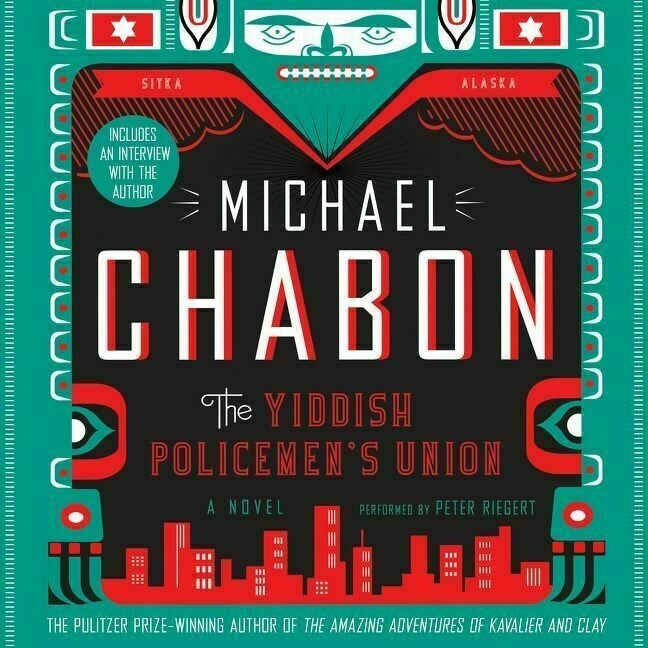 SITKA
ALASKA
INCLUDES
AN INTERVIEW
WITH THE
AUTHOR
MICHAEL
CHABON
The YIDDISH
POLICEMEN'S UNION
A NOVEL
PERFORMED BY PETER RIEGERT
THE PULITZER PRIZE-WINNING AUTHOR OF THE AMAZING ADVENTURES OF KAVALIER AND CLAY